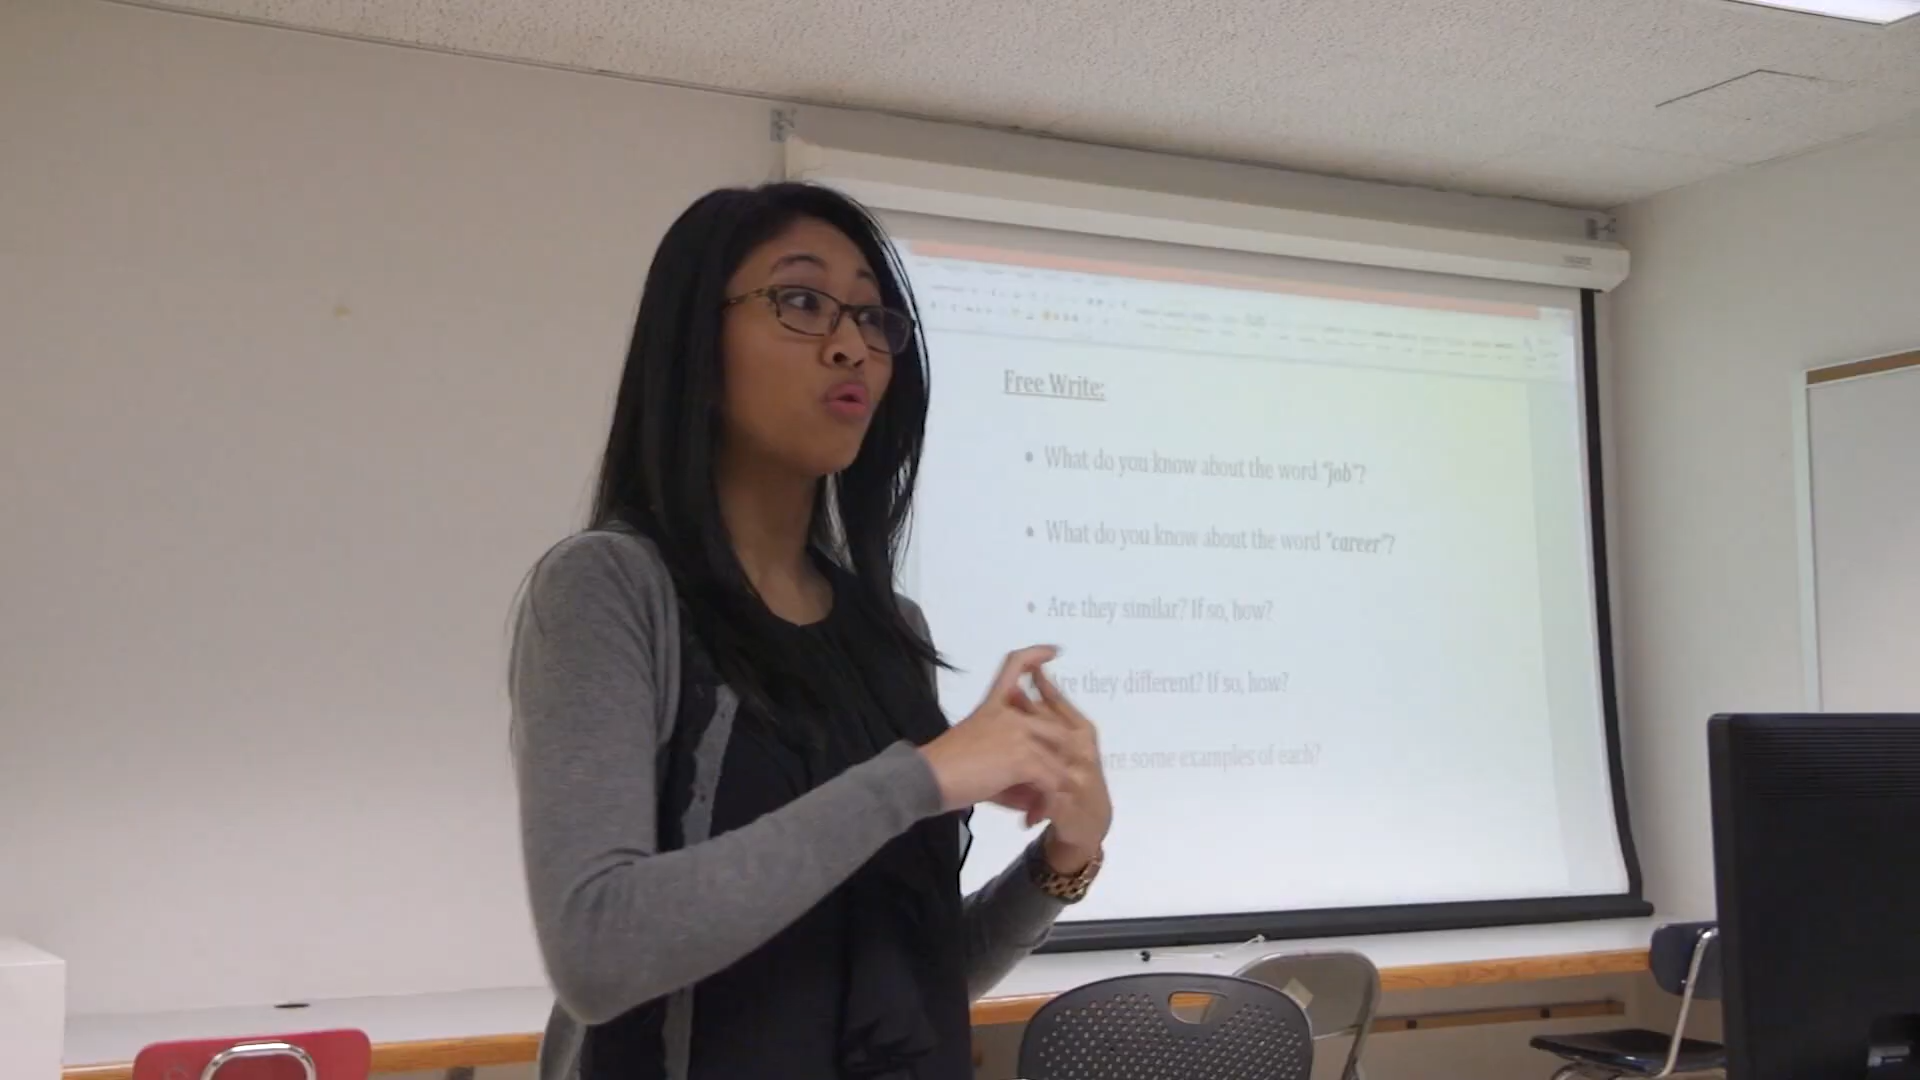 Free Write:
• What do you know about the word "job"?
• What do you know about the word "career"?
• Are they similar? If so, how?
Are they different? If so, how?
are some examples of each?